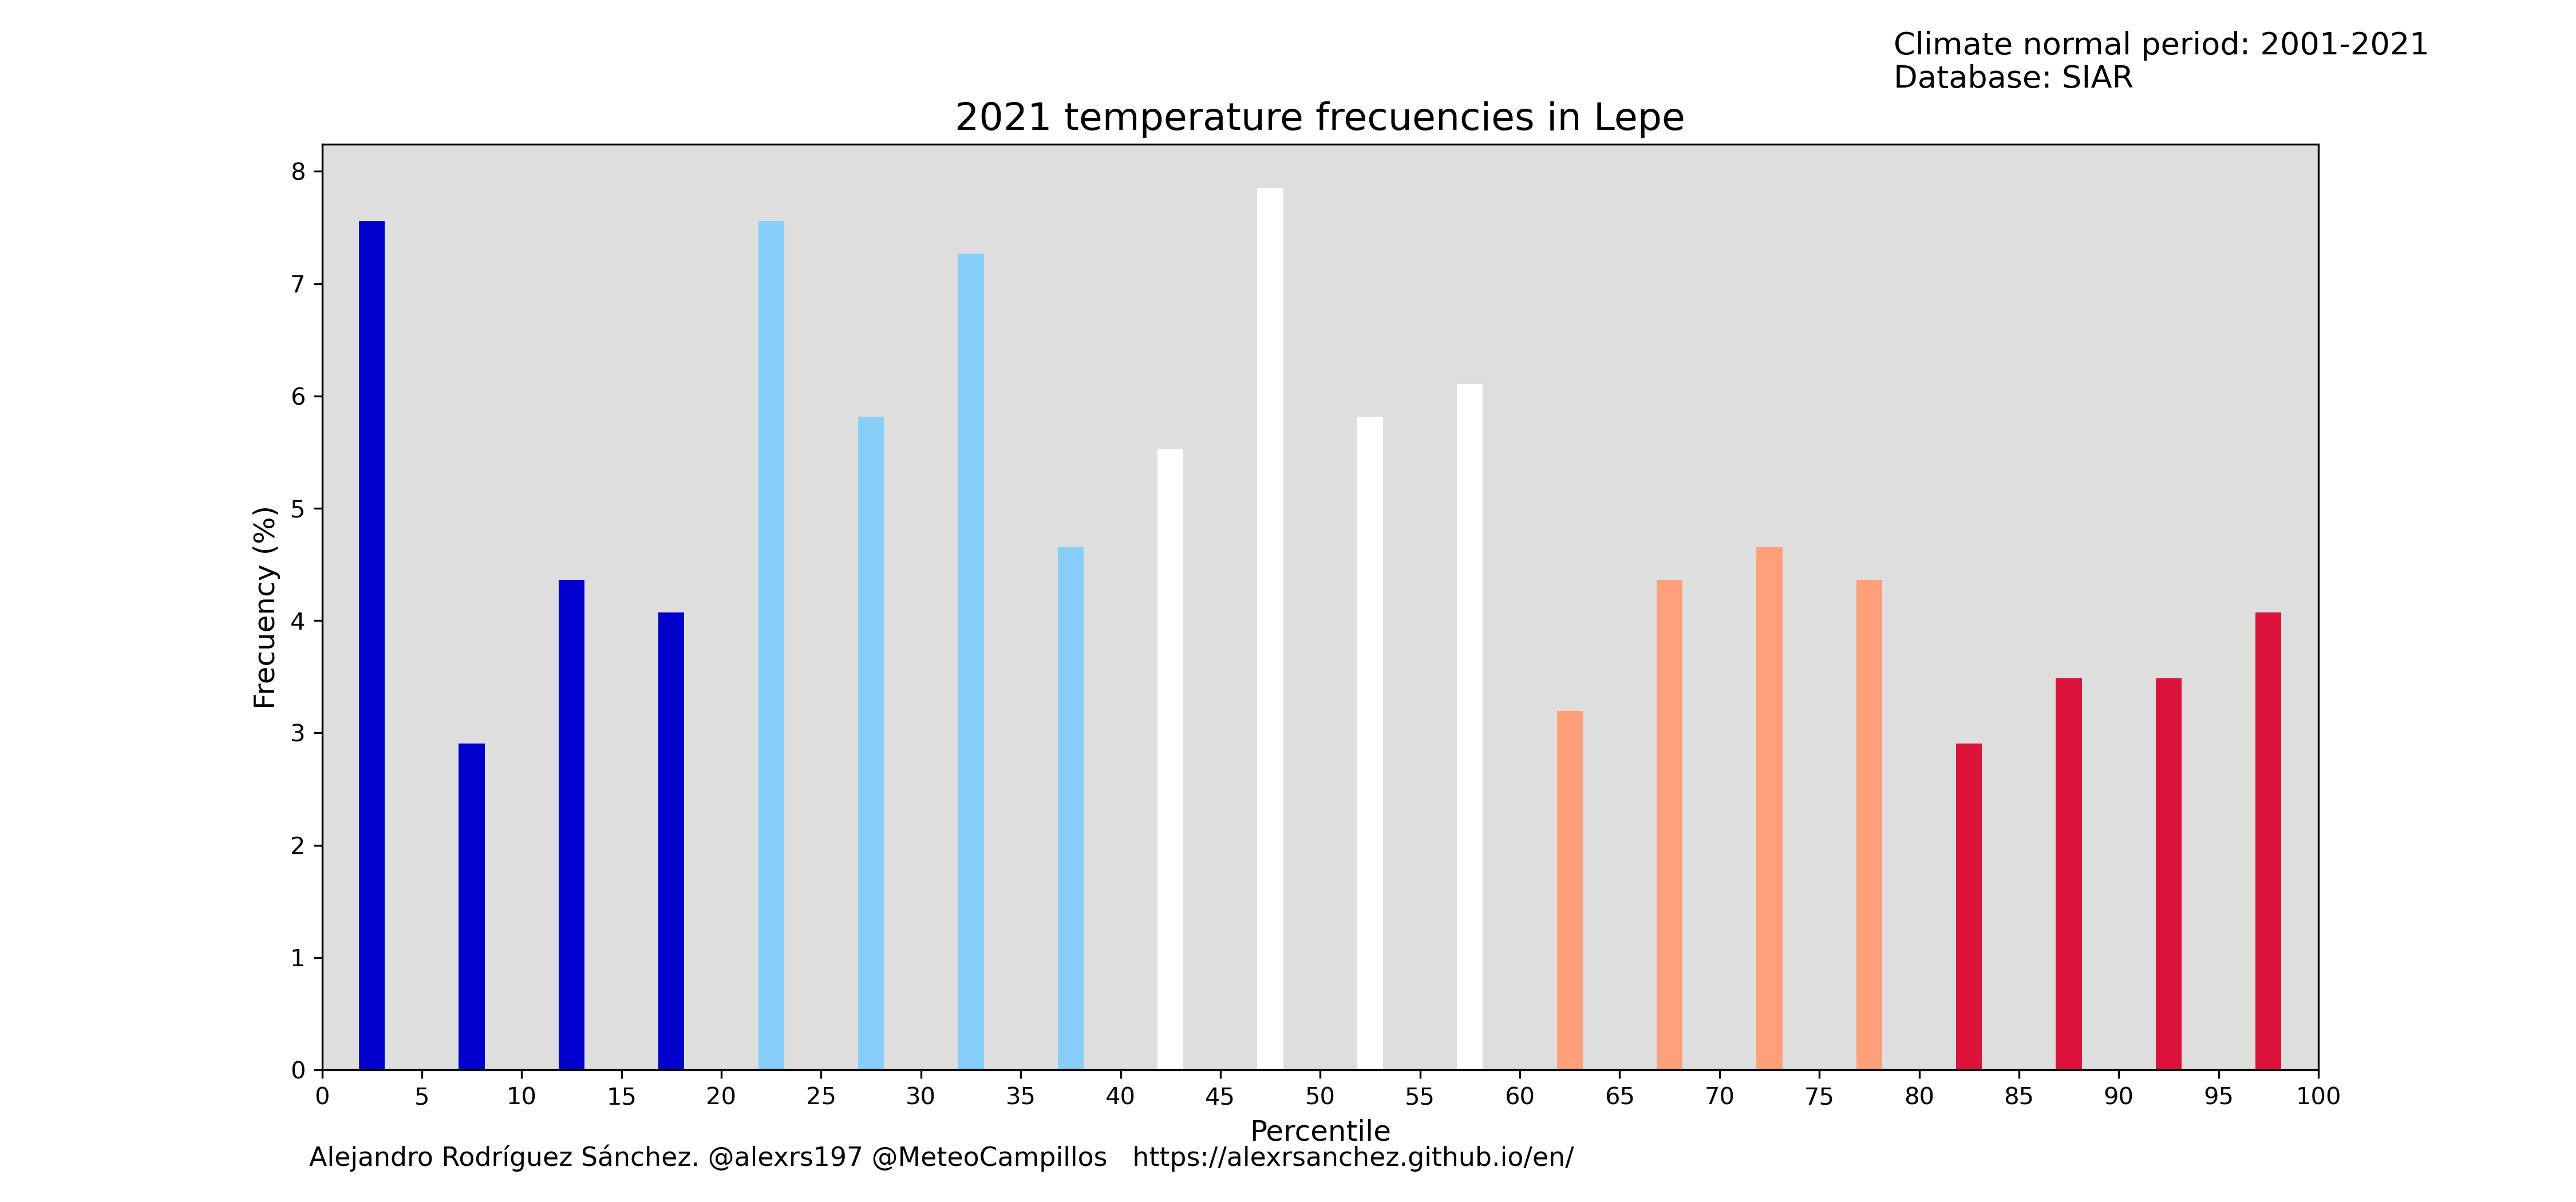 Climate normal period: 2001-2021
Database: SIAR
2021 temperature frecuencies in Lepe
8
7
6
5
4
3
2
1
0
Frecuency (%)
0 5 10 15 20 25 30 35 40 45 50 55 60 65 70 75 80 85 90 95 100
Percentile
Alejandro Rodríguez Sánchez. @alexrs197 @MeteoCampillos https://alexrsanchez.github.io/en/